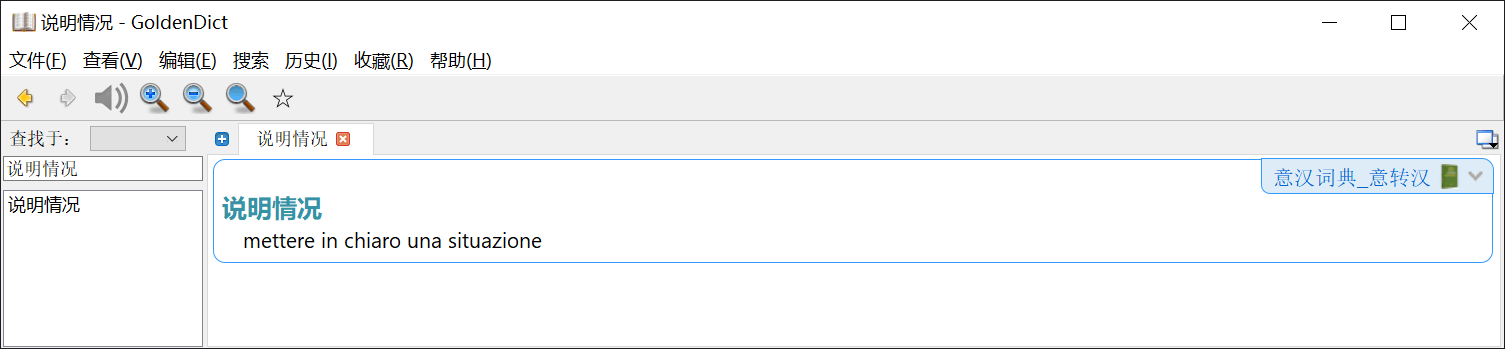 说明情况 - GoldenDict
文件(F) 查看(V) 编辑(E) 搜索 历史(I) 收藏(R) 帮助(H)
查找于: 说明情况
说明情况
说明情况
意汉词典_意转汉
说明情况
mettere in chiaro una situazione